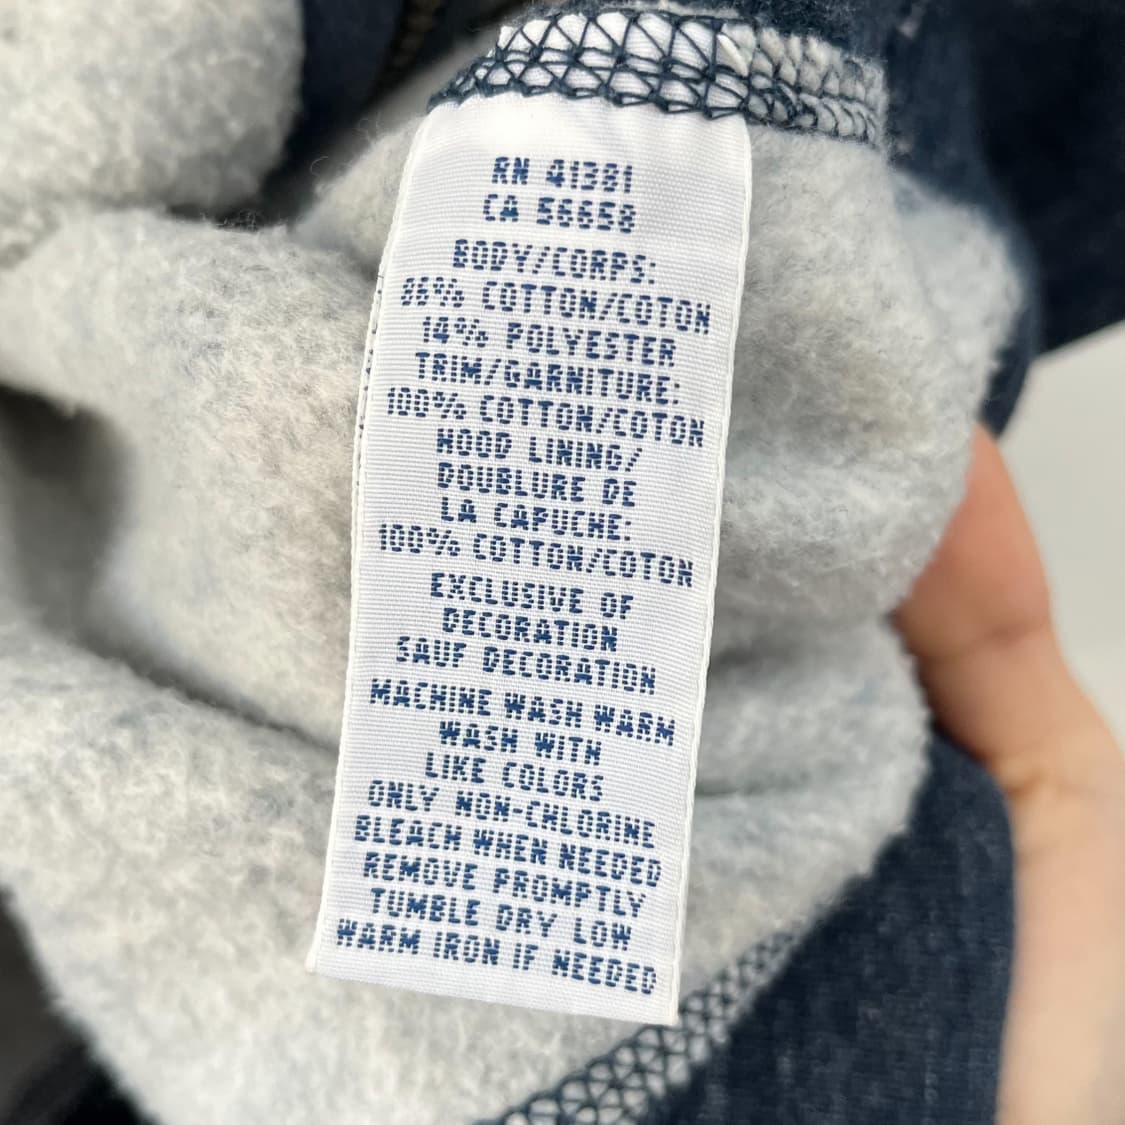 RN 41381
CA 56658
BODY/CORPS:
86% COTTON/COTON
14% POLYESTER
TRIM/GARNITURE:
100% COTTON/COTON
HOOD LINING/
DOUBLURE DE
LA CAPUCHE:
100% COTTON/COTON
EXCLUSIVE OF
DECORATION
SAUF DECORATION
MACHINE WASH WARM
WASH WITH
LIKE COLORS
ONLY NON-CHLORINE
BLEACH WHEN NEEDED
REMOVE PROMPTLY
TUMBLE DRY LOW
WARM IRON IF NEEDED